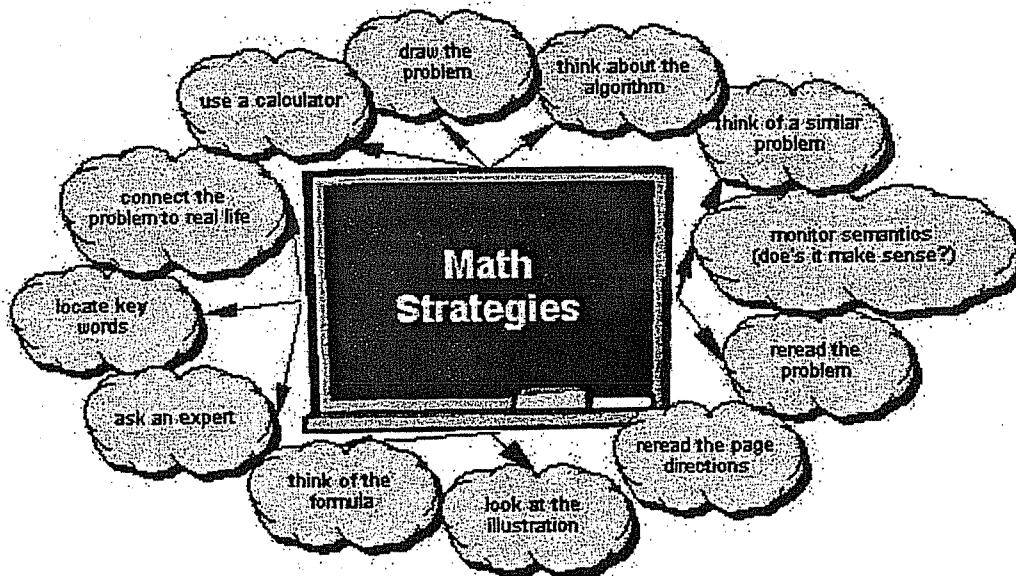 Math
Strategies
draw the
problem
think about the
algorithm
think of a similar
problem
monitor semantics
(doe's it make sense?)
reread the
problem
reread the page
directions
look at the
illustration
think of the
formula
ask an expert
locate key
words
connect the
problem to real life
use a calculator